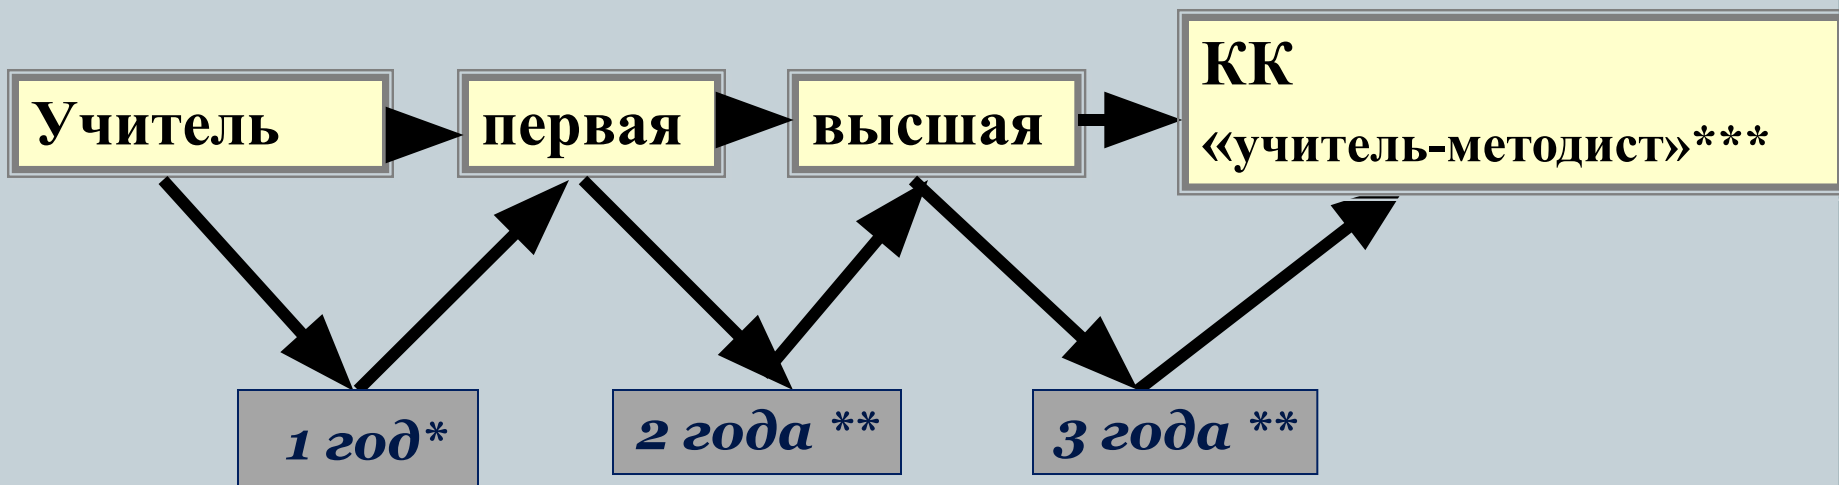 Учитель
первая
высшая
КК
«учитель-методист»***
1 год*
2 года **
3 года **